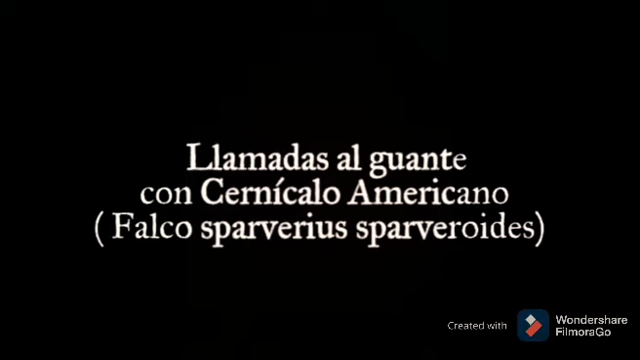 Llamadas al guante
con Cernícalo Americano
( Falco sparverius sparveroides)
Created with Wondershare
FilmoraGo